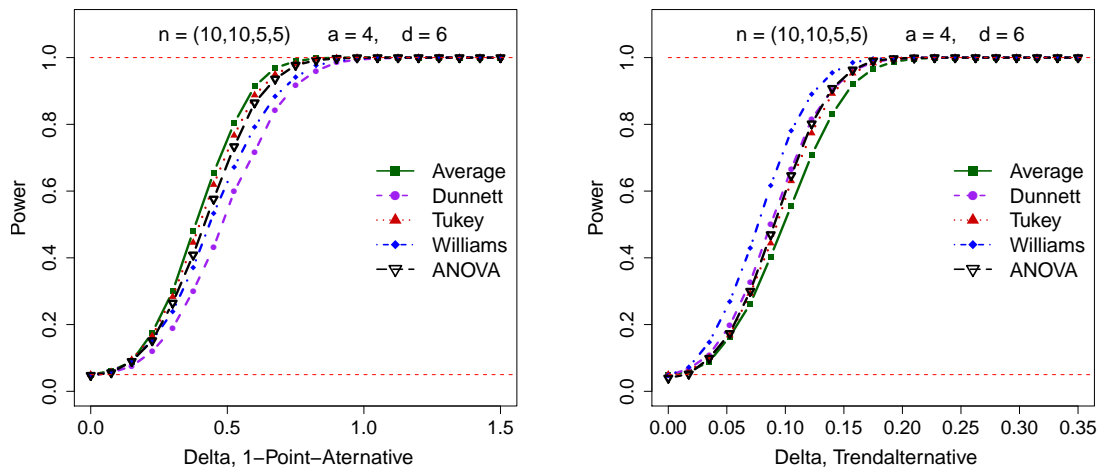 n = (10,10,5,5) a = 4, d = 6
Power
0.0 0.2 0.4 0.6 0.8 1.0
Average
Dunnett
Tukey
Williams
ANOVA
0.0 0.5 1.0 1.5
Delta, 1−Point−Aternative
n = (10,10,5,5) a = 4, d = 6
Power
0.0 0.2 0.4 0.6 0.8 1.0
Average
Dunnett
Tukey
Williams
ANOVA
0.00 0.05 0.10 0.15 0.20 0.25 0.30 0.35
Delta, Trendalternative